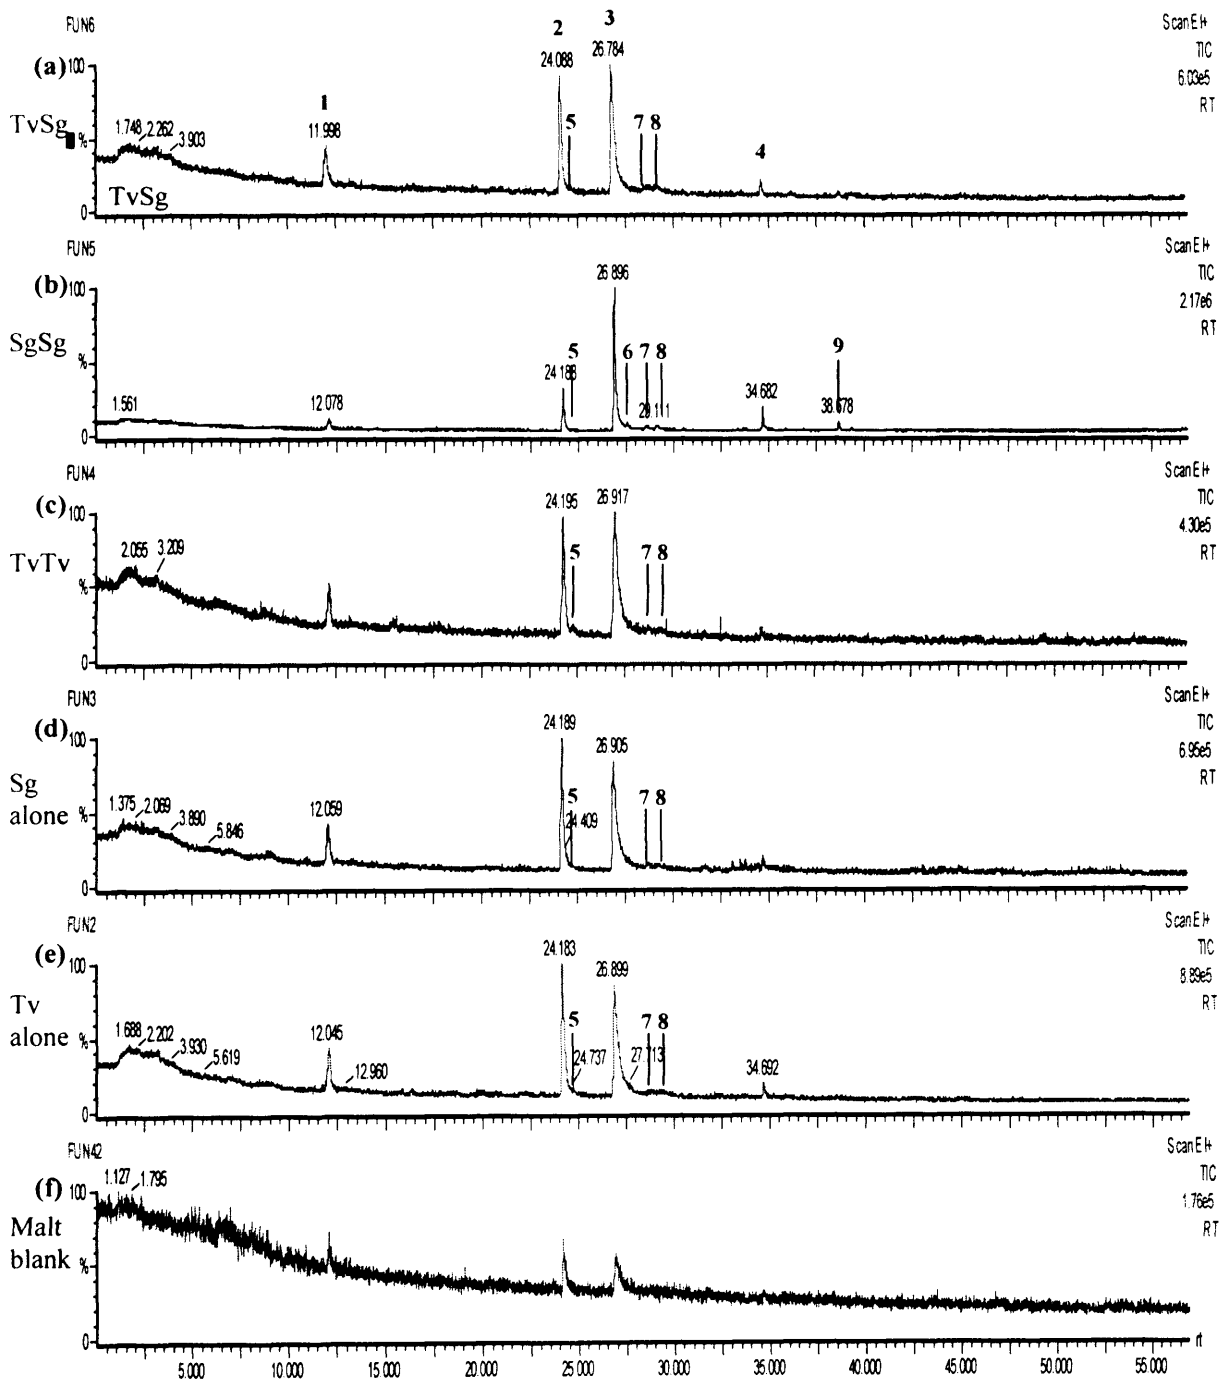 FUN6
ScanEI+
TIC
6.03e5
RT
(a)
TvSg
TvSg
100
%
0
1.748
2.262
3.903
1
11.998
2
24.088
5
3
26.784
7
8
4
FUN5
ScanEI+
TIC
2.17e6
RT
(b)
SgSg
100
%
0
1.561
12.078
24.188
5
26.896
6
7
8
34.682
9
FUN4
ScanEI+
TIC
4.30e5
RT
(c)
TvTv
100
%
0
2.055
3.209
24.195
5
26.917
7
8
FUN3
ScanEI+
TIC
6.95e5
RT
(d)
Sg
alone
100
%
0
1.375
2.069
3.890
5.846
12.059
24.189
5
24.409
26.905
7
8
FUN2
ScanEI+
TIC
8.89e5
RT
(e)
Tv
alone
100
%
0
1.688
2.202
3.930
5.619
12.045
12.960
24.183
5
24.737
26.899
27.713
7
8
34.692
FUN42
ScanEI+
TIC
1.76e5
RT
(f)
Malt
blank
100
%
0
1.127
1.795
rt
5.000 10.000 15.000 20.000 25.000 30.000 35.000 40.000 45.000 50.000 55.000